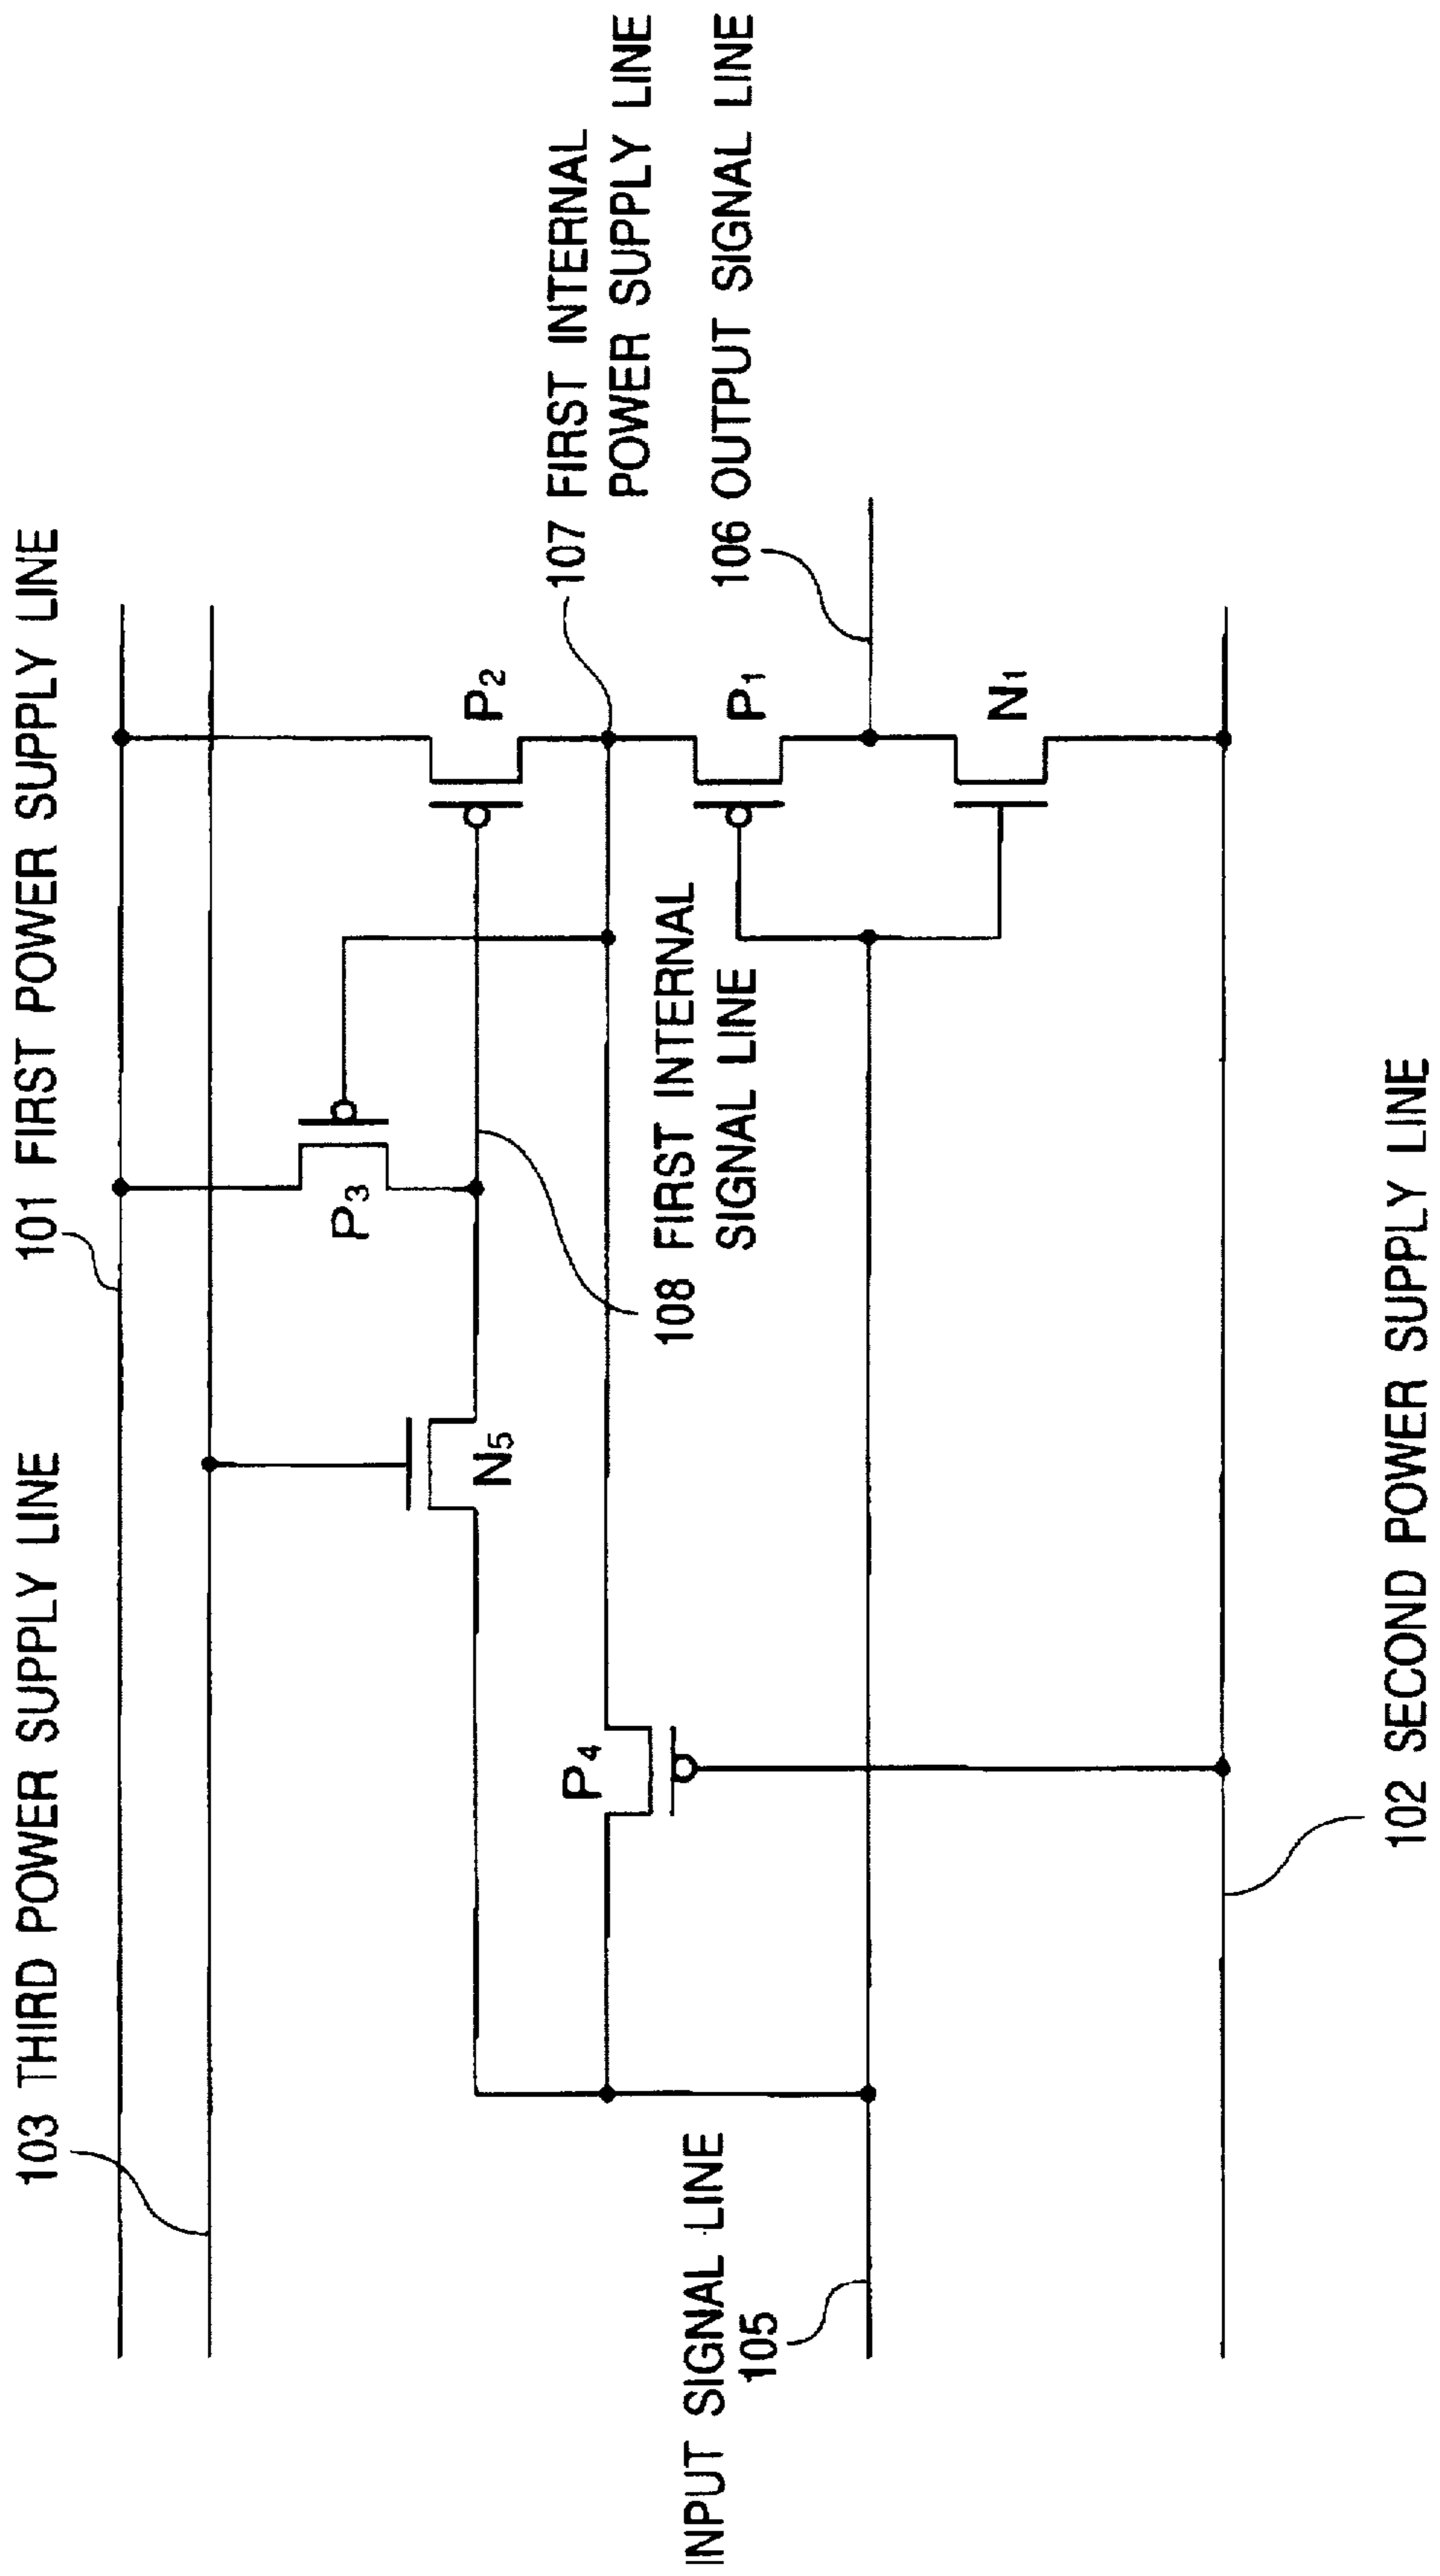 103 THIRD POWER SUPPLY LINE
101 FIRST POWER SUPPLY LINE
P2
P3
N5
107 FIRST INTERNAL
POWER SUPPLY LINE
P4
108 FIRST INTERNAL
SIGNAL LINE
P1
106 OUTPUT SIGNAL LINE
INPUT SIGNAL LINE
105
N1
102 SECOND POWER SUPPLY LINE